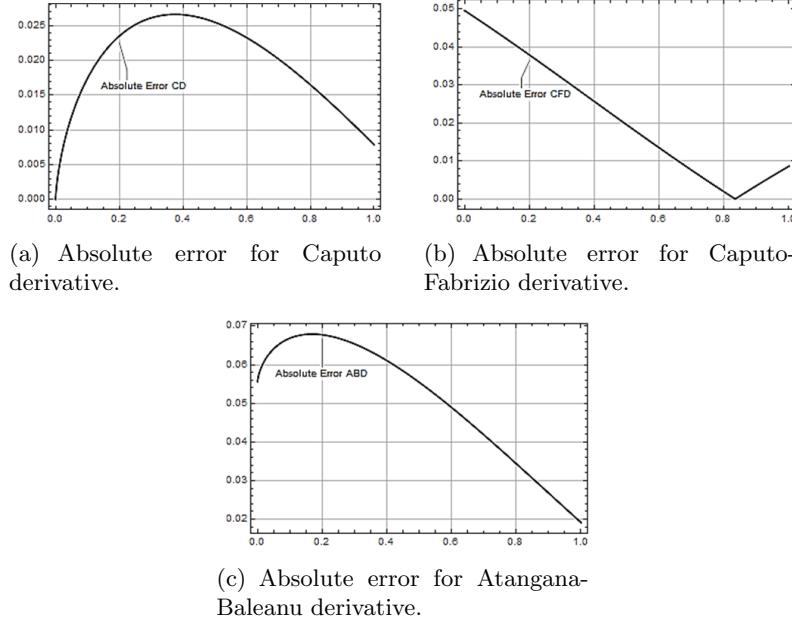 0.025
0.020
0.015
0.010
0.005
0.000
Absolute Error CD
0.0 0.2 0.4 0.6 0.8 1.0
(a) Absolute error for Caputo
derivative.
0.05
0.04
0.03
0.02
0.01
0.00
Absolute Error CFD
0.0 0.2 0.4 0.6 0.8 1.0
(b) Absolute error for Caputo-
Fabrizio derivative.
0.07
0.06
0.05
0.04
0.03
0.02
Absolute Error ABD
0.0 0.2 0.4 0.6 0.8 1.0
(c) Absolute error for Atangana-
Baleanu derivative.